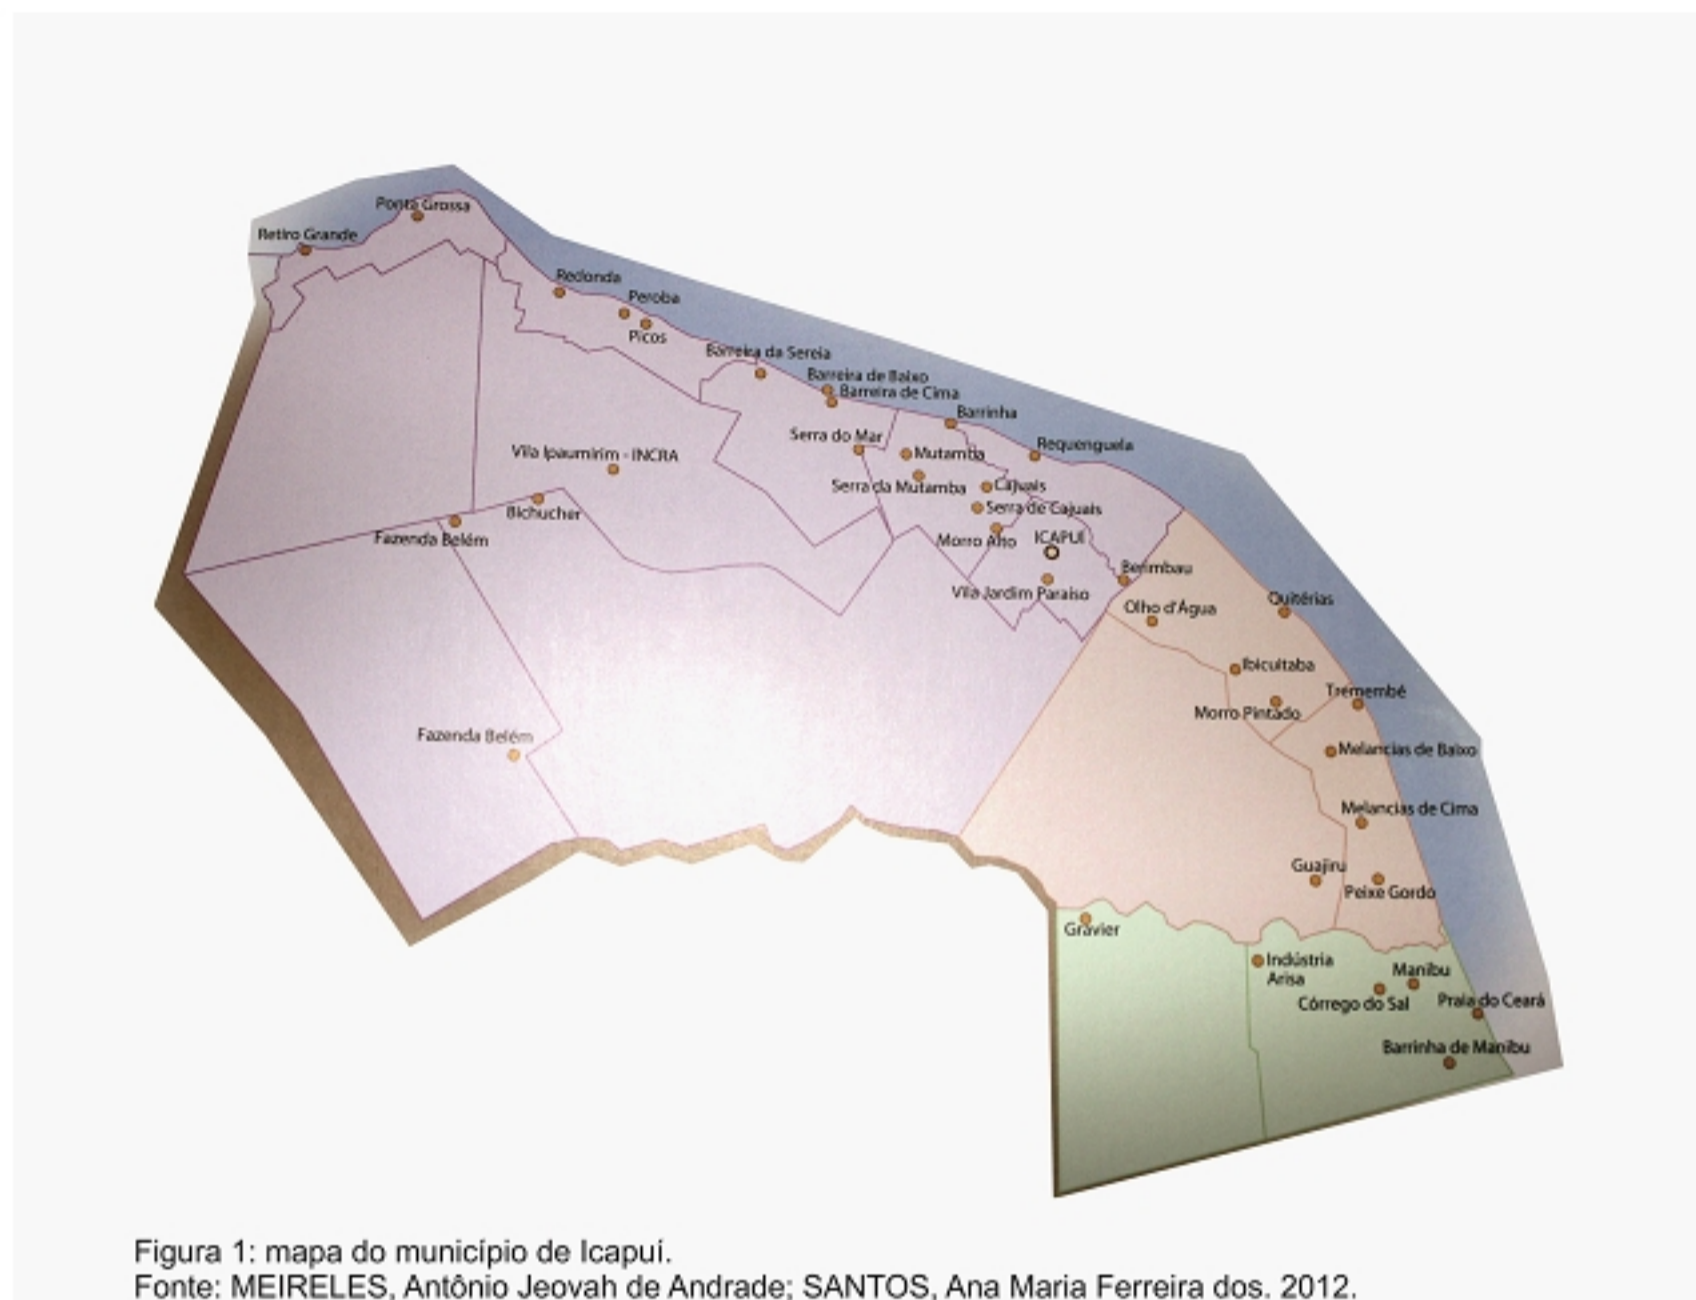 Ponta Grossa
Retiro Grande
Redonda
Peroba
Picos
Barreira da Sereia
Barreira de Baixo
Barreira de Cima
Barrinha
Serra do Mar
Requenguela
Mutamba
Vila Ipaumirim - INCRA
Serra da Mutamba
Cajuais
Serra de Cajuais
Bichucher
Fazenda Belém
Morro Alto
ICAPUÍ
Berimbau
Vila Jardim Paraíso
Quitérias
Olho d'Água
Ibicuitaba
Tremembé
Morro Pintado
Fazenda Belém
Melancias de Baixo
Melancias de Cima
Guajiru
Peixe Gordo
Gravier
Indústria
Arisa
Manibu
Córrego do Sal
Praia do Ceará
Barrinha de Manibu
Figura 1: mapa do município de Icapuí.
Fonte: MEIRELES, Antônio Jeovah de Andrade; SANTOS, Ana Maria Ferreira dos. 2012.